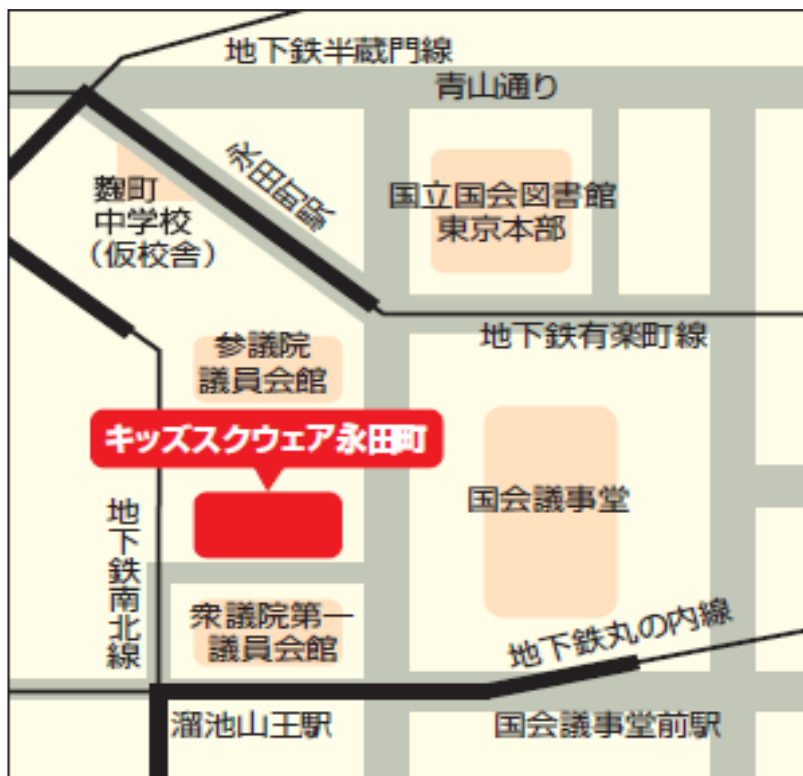 地下鉄半蔵門線
青山通り
永田町駅
麴町
中学校
（仮校舎）
国立国会図書館
東京本部
地下鉄有楽町線
参議院
議員会館
キッズスクウェア永田町
国会議事堂
地下鉄南北線
衆議院第一
議員会館
地下鉄丸の内線
溜池山王駅
国会議事堂前駅